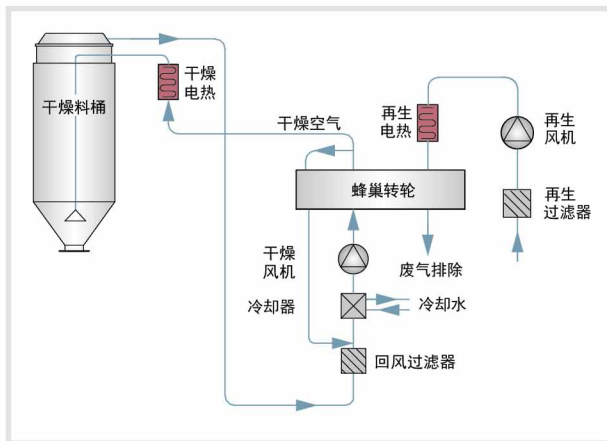 干燥料桶
干燥
电热
干燥空气
再生
电热
再生
风机
再生
过滤器
蜂巢转轮
干燥
风机
废气排除
冷却器
冷却水
回风过滤器